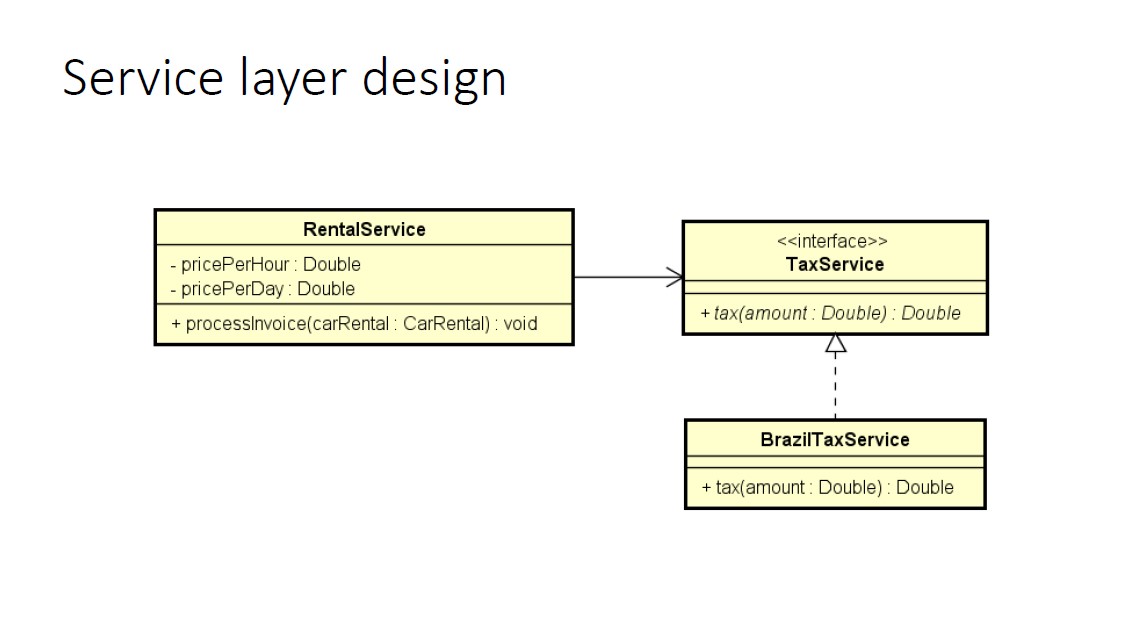 Service layer design
RentalService
- pricePerHour : Double
- pricePerDay : Double
+ processInvoice(carRental : CarRental) : void
<<interface>>
TaxService
+ tax(amount : Double) : Double
BrazilTaxService
+ tax(amount : Double) : Double